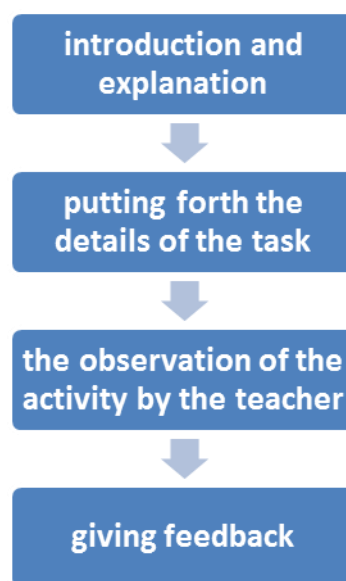 introduction and
explanation
putting forth the
details of the task
the observation of the
activity by the teacher
giving feedback